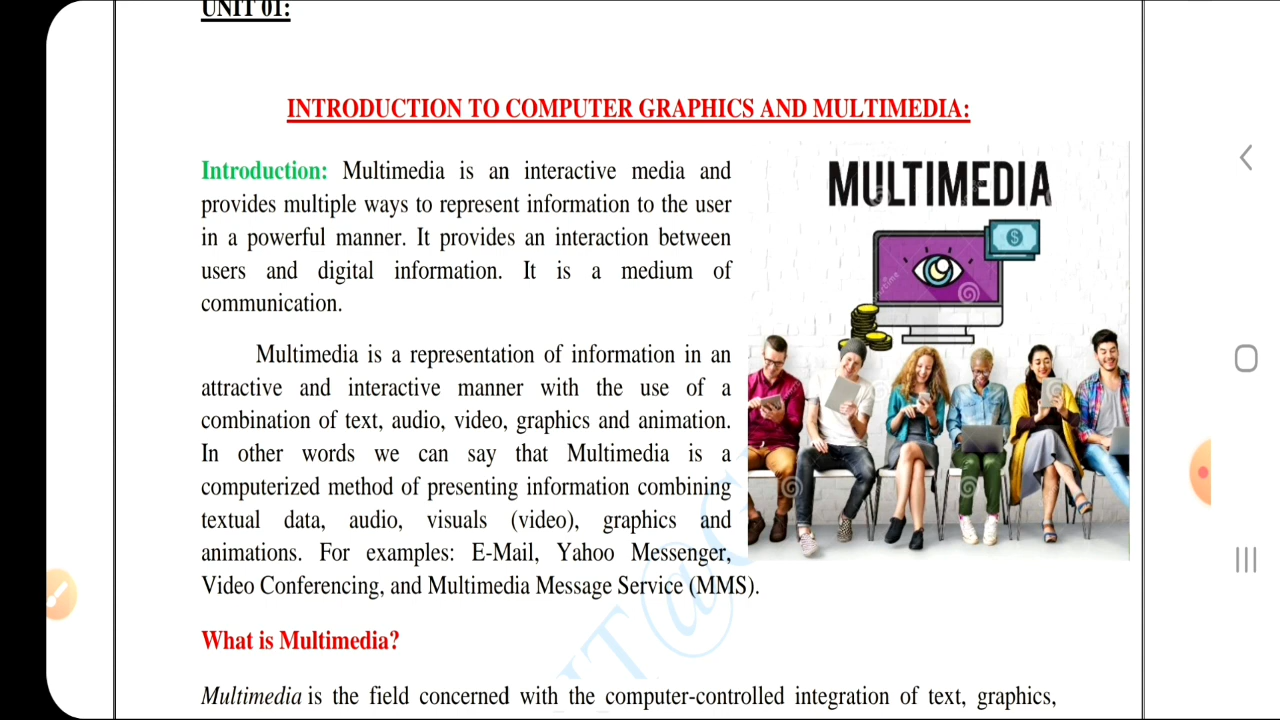 UNIT 01:
INTRODUCTION TO COMPUTER GRAPHICS AND MULTIMEDIA:
Introduction: Multimedia is an interactive media and
provides multiple ways to represent information to the user
in a powerful manner. It provides an interaction between
users and digital information. It is a medium of
communication.
MULTIMEDIA
$
Multimedia is a representation of information in an
attractive and interactive manner with the use of a
combination of text, audio, video, graphics and animation.
In other words we can say that Multimedia is a
computerized method of presenting information combining
textual data, audio, visuals (video), graphics and
animations. For examples: E-Mail, Yahoo Messenger,
Video Conferencing, and Multimedia Message Service (MMS).
What is Multimedia?
Multimedia is the field concerned with the computer-controlled integration of text, graphics,